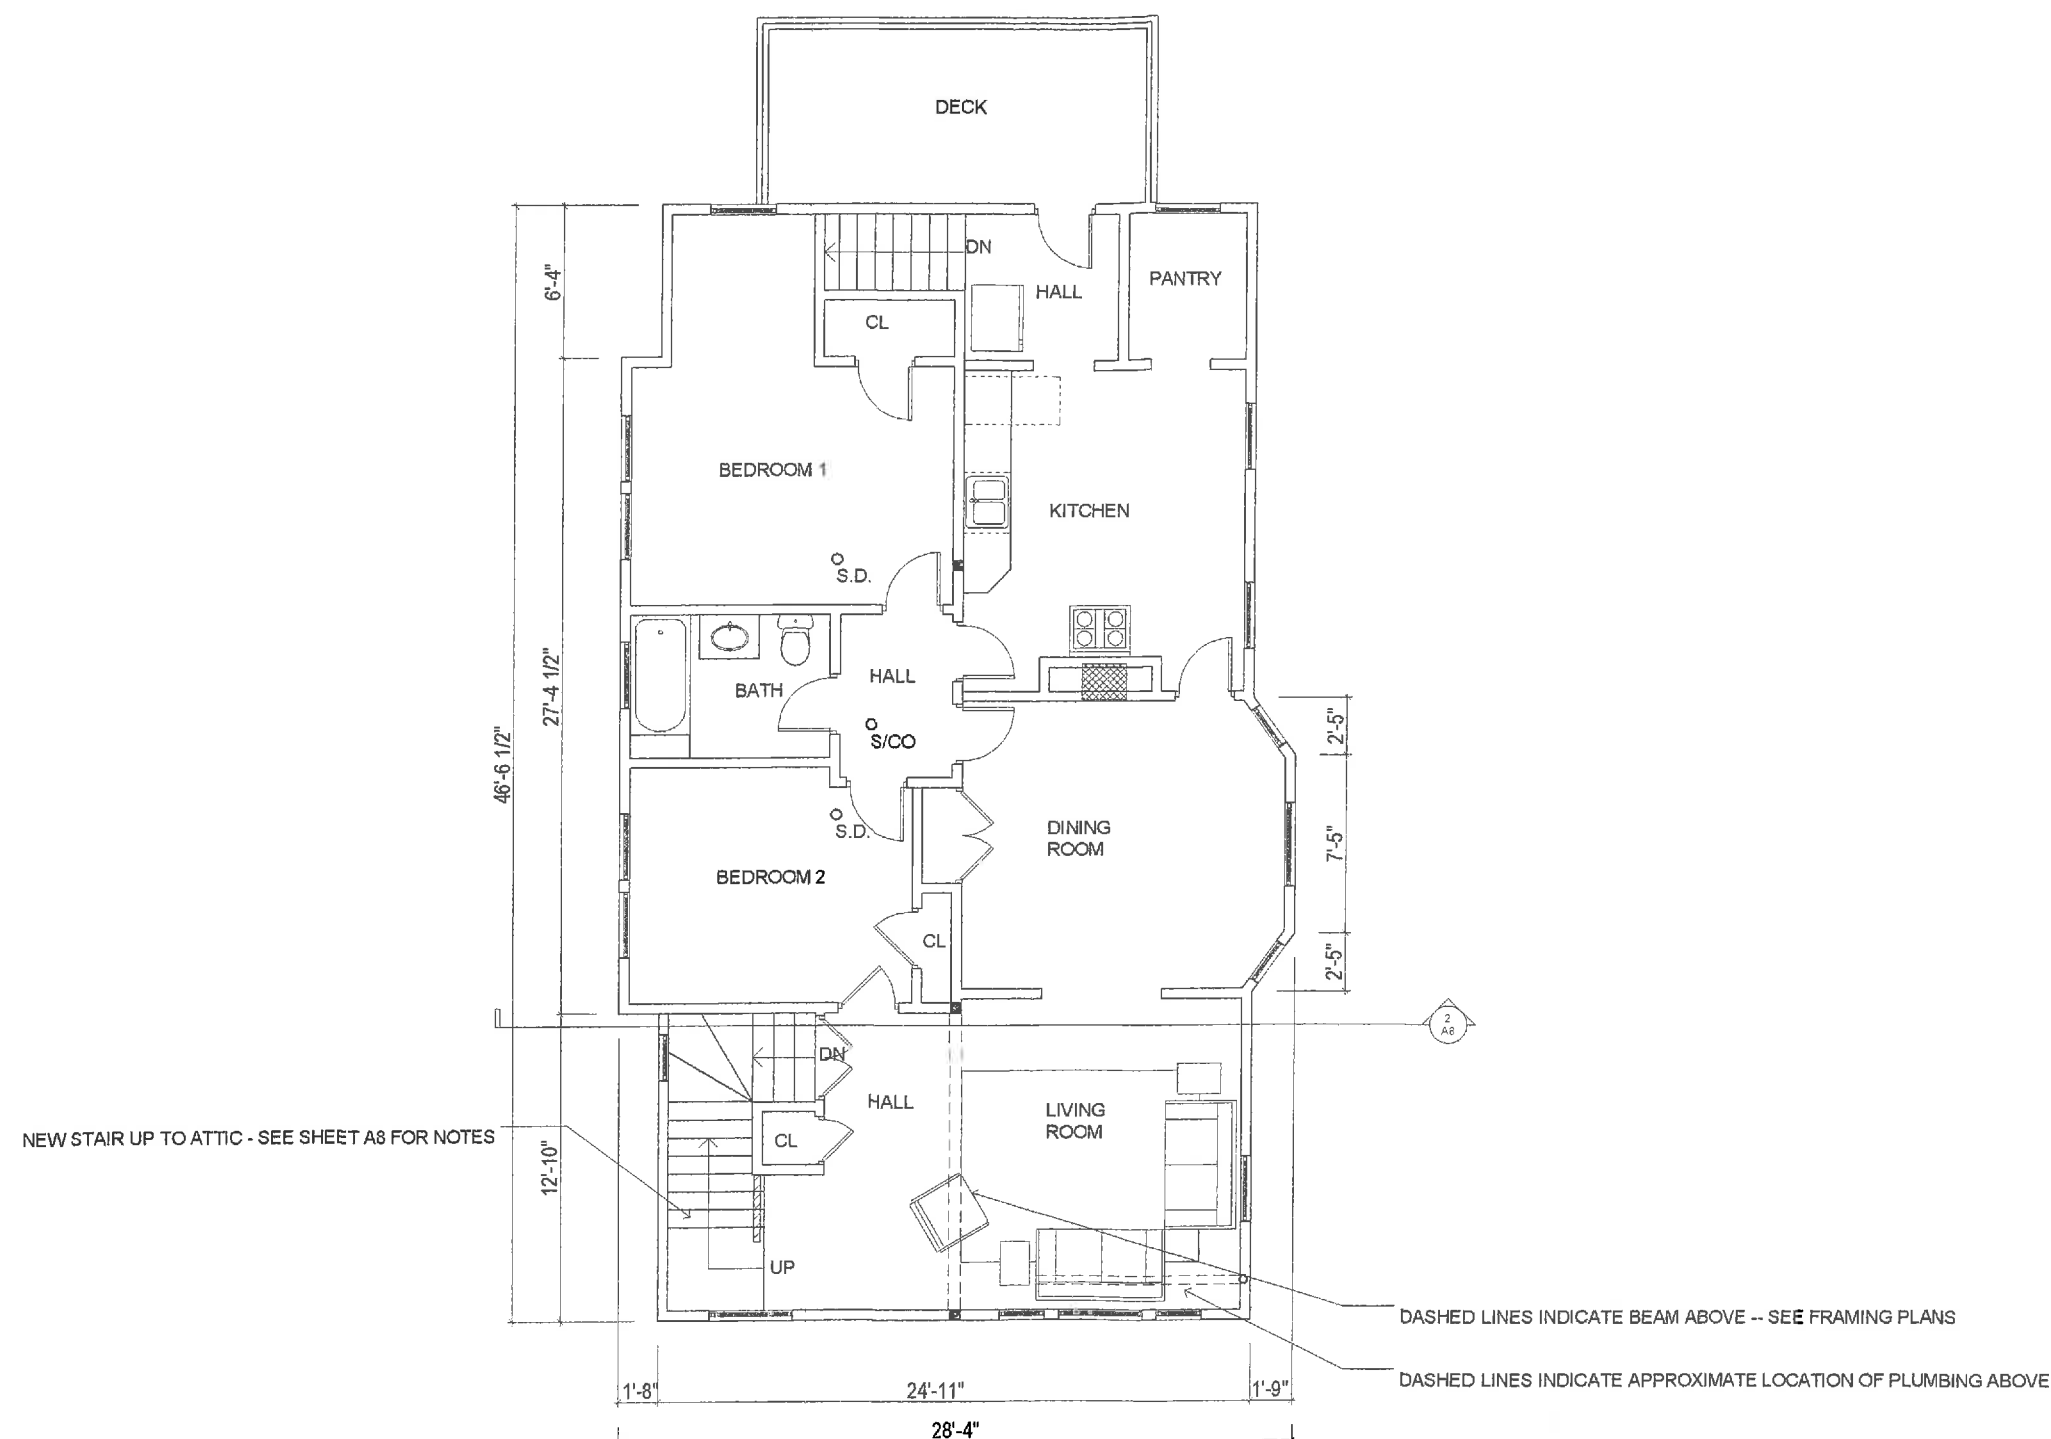 DECK
DN
HALL
PANTRY
6'-4"
CL
BEDROOM 1
KITCHEN
S.D.
27'-4 1/2"
46'-6 1/2"
HALL
BATH
S/CO
2'-5"
S.D.
DINING
ROOM
7'-5"
BEDROOM 2
CL
2'-5"
2
A8
DN
HALL
LIVING
ROOM
NEW STAIR UP TO ATTIC - SEE SHEET A8 FOR NOTES
CL
12'-10"
UP
DASHED LINES INDICATE BEAM ABOVE -- SEE FRAMING PLANS
DASHED LINES INDICATE APPROXIMATE LOCATION OF PLUMBING ABOVE
1'-8"
24'-11"
1'-9"
28'-4"